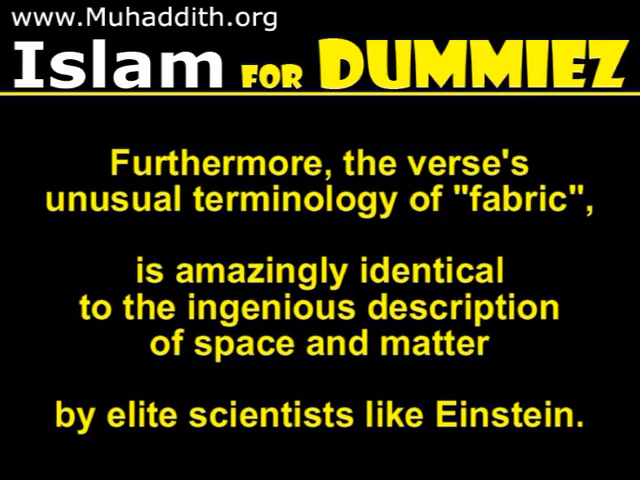 www.Muhaddith.org
Islam FOR DUMMIEZ
Furthermore, the verse's
unusual terminology of "fabric",
is amazingly identical
to the ingenious description
of space and matter
by elite scientists like Einstein.